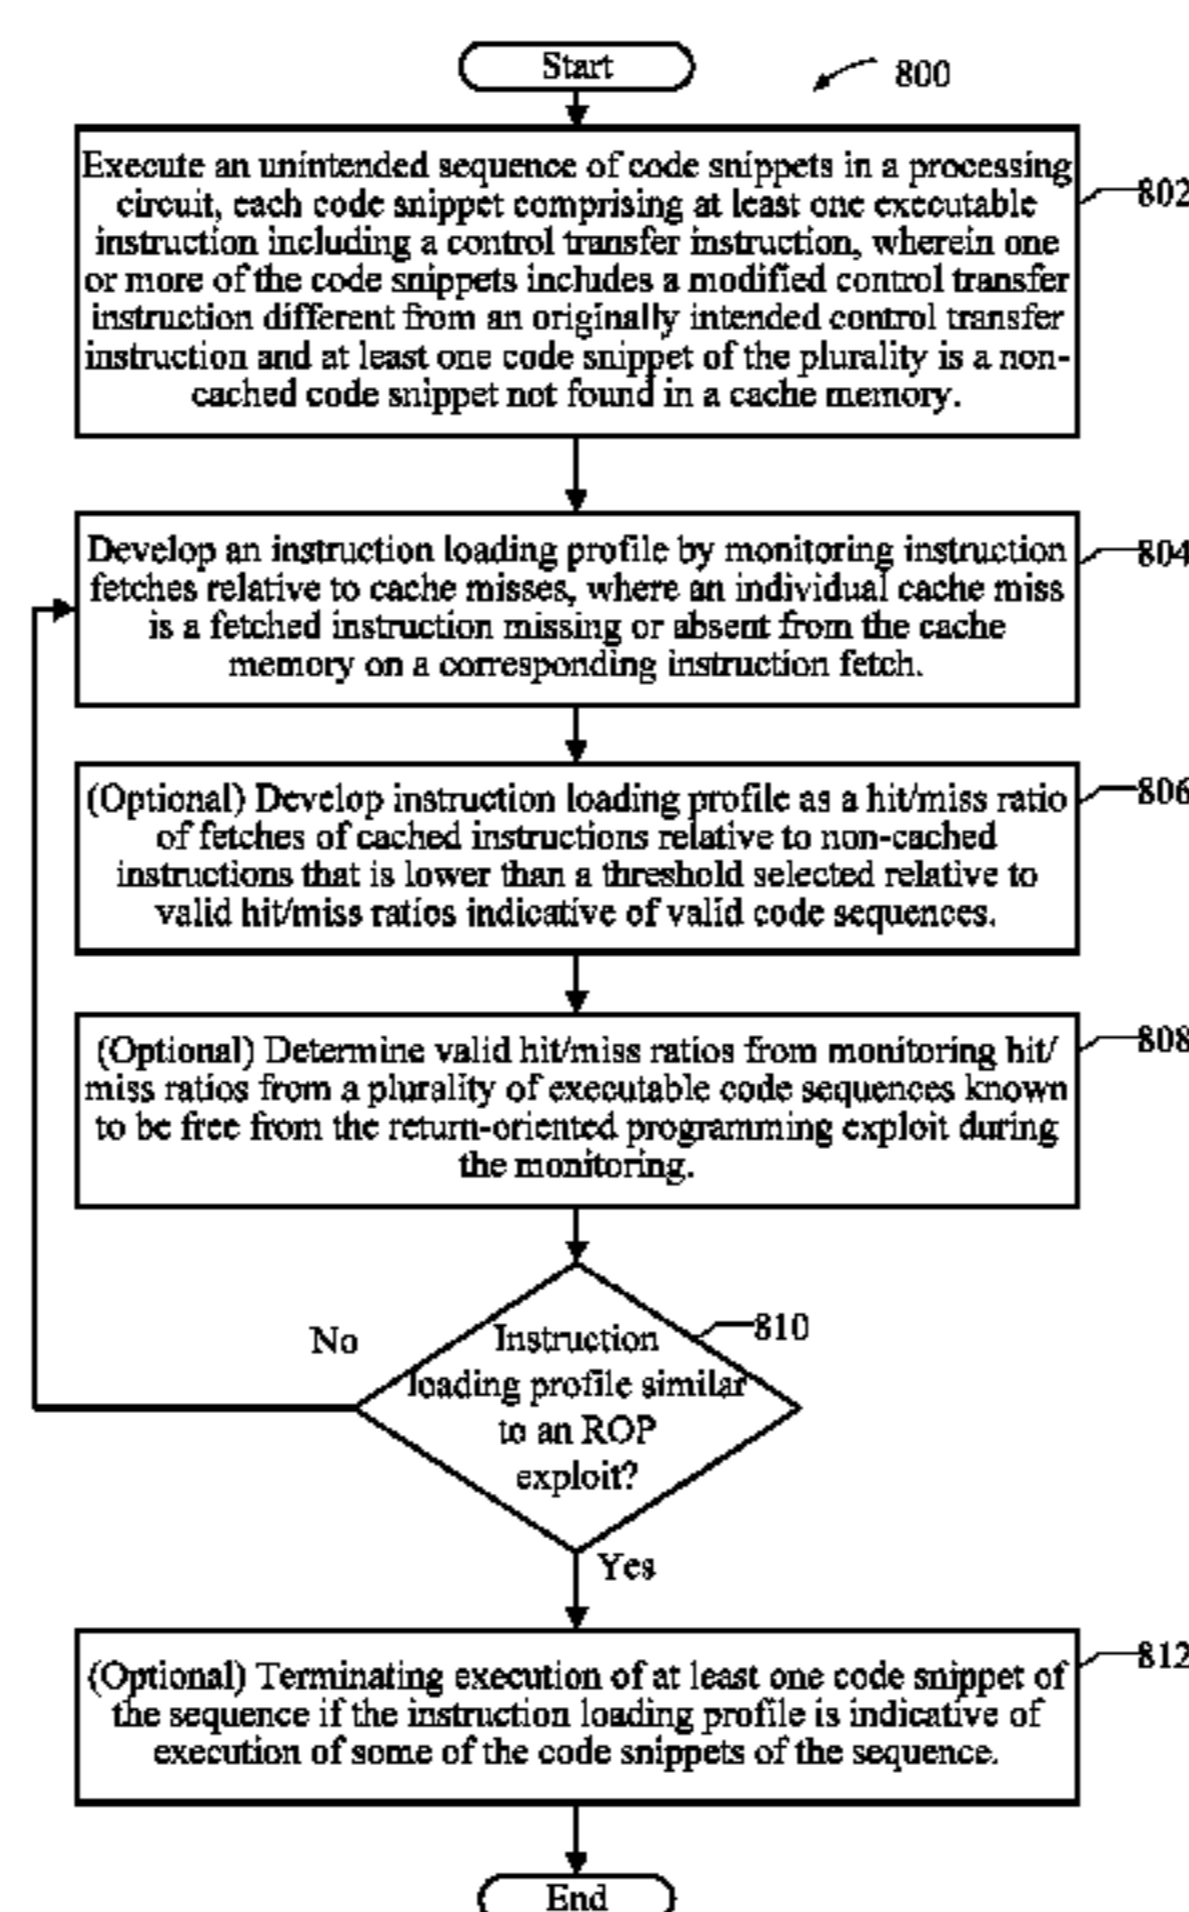 Start
800
Execute an unintended sequence of code snippets in a processing
circuit, each code snippet comprising at least one executable
instruction including a control transfer instruction, wherein one
or more of the code snippets includes a modified control transfer
instruction different from an originally intended control transfer
instruction and at least one code snippet of the plurality is a non-
cached code snippet not found in a cache memory.
802
Develop an instruction loading profile by monitoring instruction
fetches relative to cache misses, where an individual cache miss
is a fetched instruction missing or absent from the cache
memory on a corresponding instruction fetch.
804
(Optional) Develop instruction loading profile as a hit/miss ratio
of fetches of cached instructions relative to non-cached
instructions that is lower than a threshold selected relative to
valid hit/miss ratios indicative of valid code sequences.
806
(Optional) Determine valid hit/miss ratios from monitoring hit/
miss ratios from a plurality of executable code sequences known
to be free from the return-oriented programming exploit during
the monitoring.
808
No
Instruction
loading profile similar
to an ROP
exploit?
810
Yes
(Optional) Terminating execution of at least one code snippet of
the sequence if the instruction loading profile is indicative of
execution of some of the code snippets of the sequence.
812
End